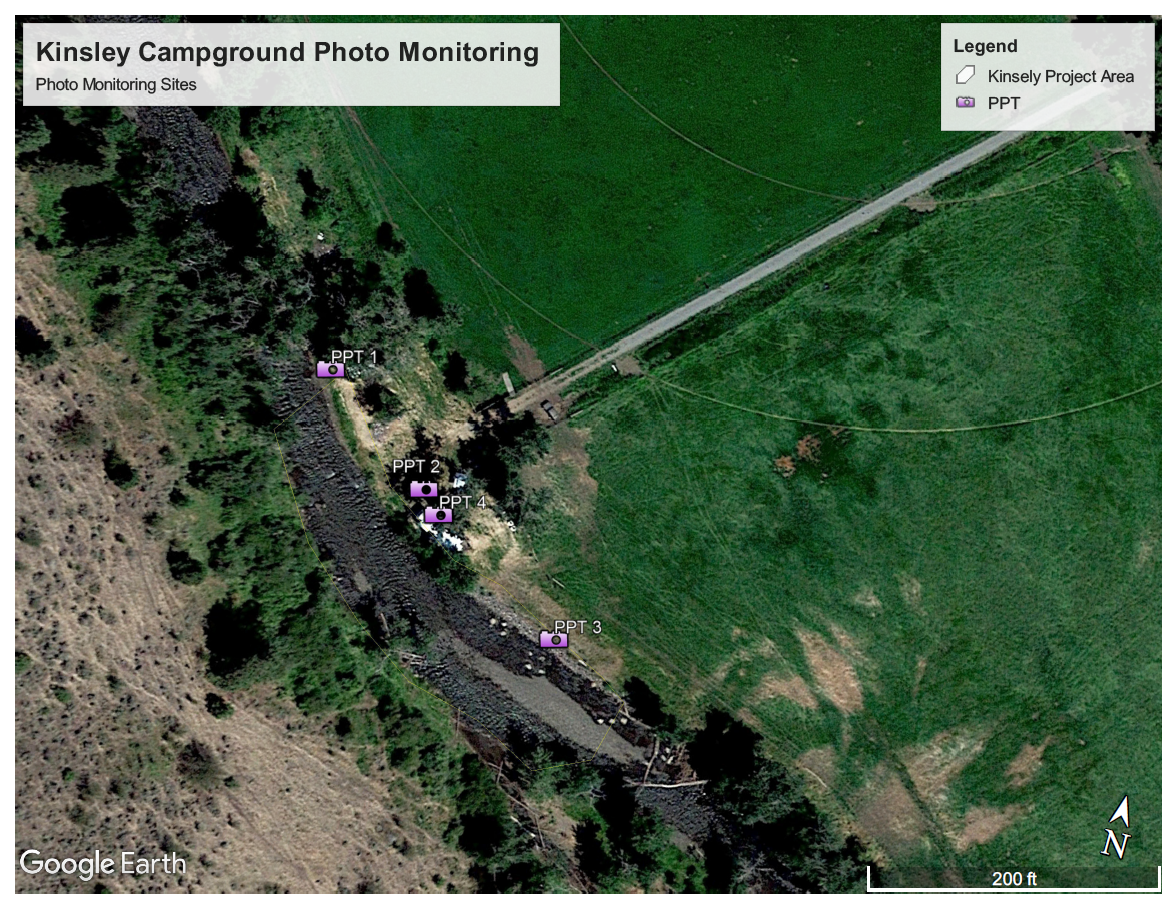 Kinsley Campground Photo Monitoring
Photo Monitoring Sites
Legend
Kinsely Project Area
PPT
PPT 1
PPT 2
PPT 4
PPT 3
N
Google Earth
200 ft